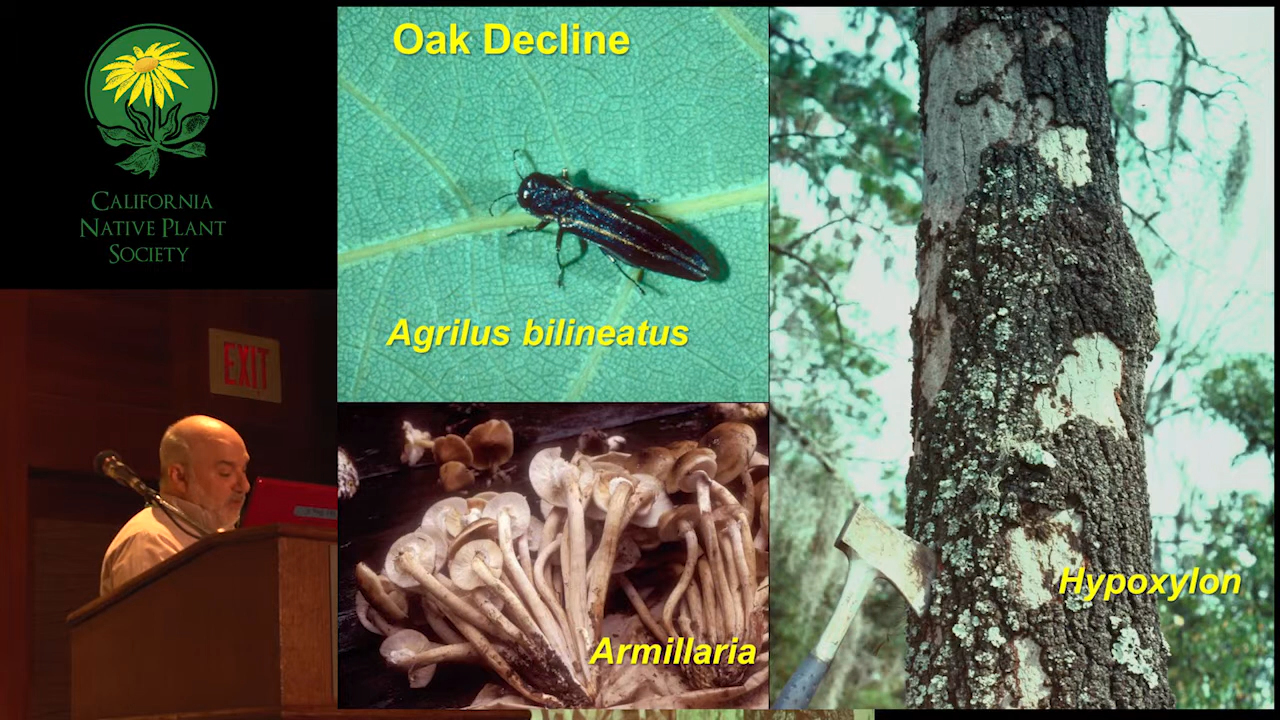 CALIFORNIA
NATIVE PLANT
SOCIETY
EXIT
Oak Decline
Agrilus bilineatus
Armillaria
Hypoxylon